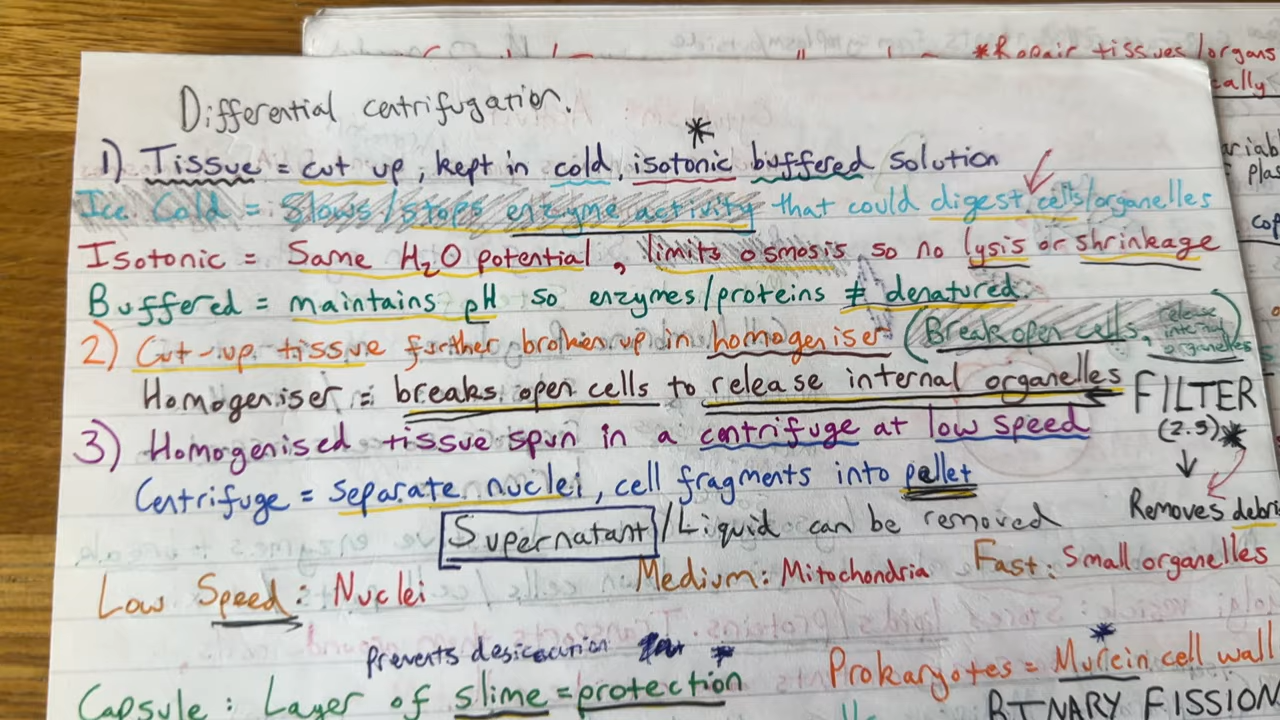 *Repair tissues/organs
cally
Differential centrifugation.
1) Tissue = cut up, kept in cold, isotonic * buffered solution
Ice Cold = Slows/stops enzyme activity that could digest cells/organelles
Isotonic = Same H₂O potential, limits osmosis so no lysis or shrinkage
Buffered = maintains pH so enzymes/proteins ≠ denatured.
2) Cut-up tissue further broken up in homogeniser (Break open cells, release internal organelles)
Homogeniser = breaks open cells to release internal organelles ← FILTER
(2.5)*
3) Homogenised tissue spun in a centrifuge at low speed
Centrifuge = separate nuclei, cell fragments into pellet
Removes debris
Supernatant/Liquid can be removed
Low Speed: Nuclei Medium: Mitochondria Fast: Small organelles
prevents desiccation *
Capsule: Layer of slime = protection
Prokaryotes = Murein cell wall
BINARY FISSION